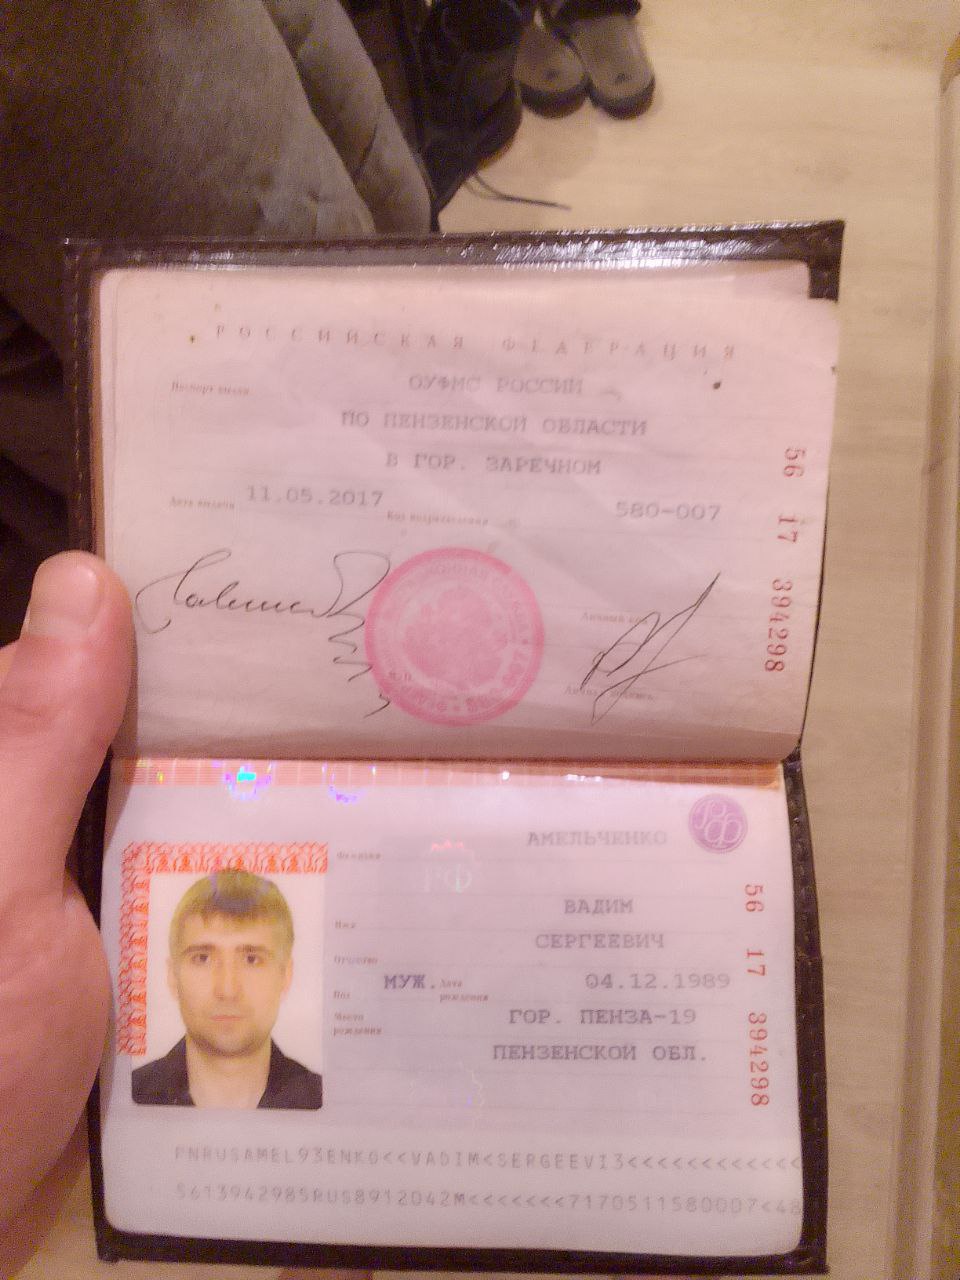 РОССИЙСКАЯ ФЕДЕРАЦИЯ
Паспорт выдан
ОУФМС РОССИИ
ПО ПЕНЗЕНСКОЙ ОБЛАСТИ
В ГОР. ЗАРЕЧНОМ
Дата выдачи 11.05.2017 Код подразделения 580-007
Личный код
М.П.
Личная подпись
56 17 394298
АМЕЛЬЧЕНКО
Фамилия
РФ
ВАДИМ
Имя
СЕРГЕЕВИЧ
Отчество
Пол МУЖ. Дата рождения 04.12.1989
Место рождения ГОР. ПЕНЗА-19
ПЕНЗЕНСКОЙ ОБЛ.
56 17 394298
PNRUSAMEL93ENKO<<VADIM<SERGEEVI3<<<<<<<<<<<<
5613942985RUS8912042M<<<<<<<7170511580007<48